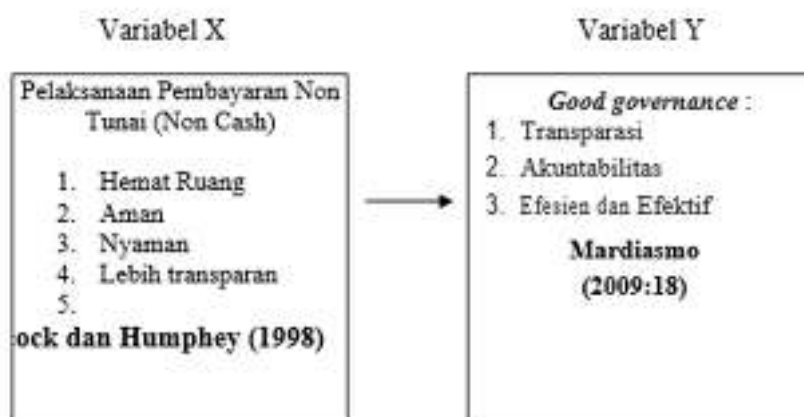 Variabel X
Pelaksanaan Pembayaran Non
Tunai (Non Cash)
1. Hemat Ruang
2. Aman
3. Nyaman
4. Lebih transparan
5.
dan Humphey (1998)
Variabel Y
Good governance :
1. Transparasi
2. Akuntabilitas
3. Efesien dan Efektif
Mardiasmo
(2009:18)